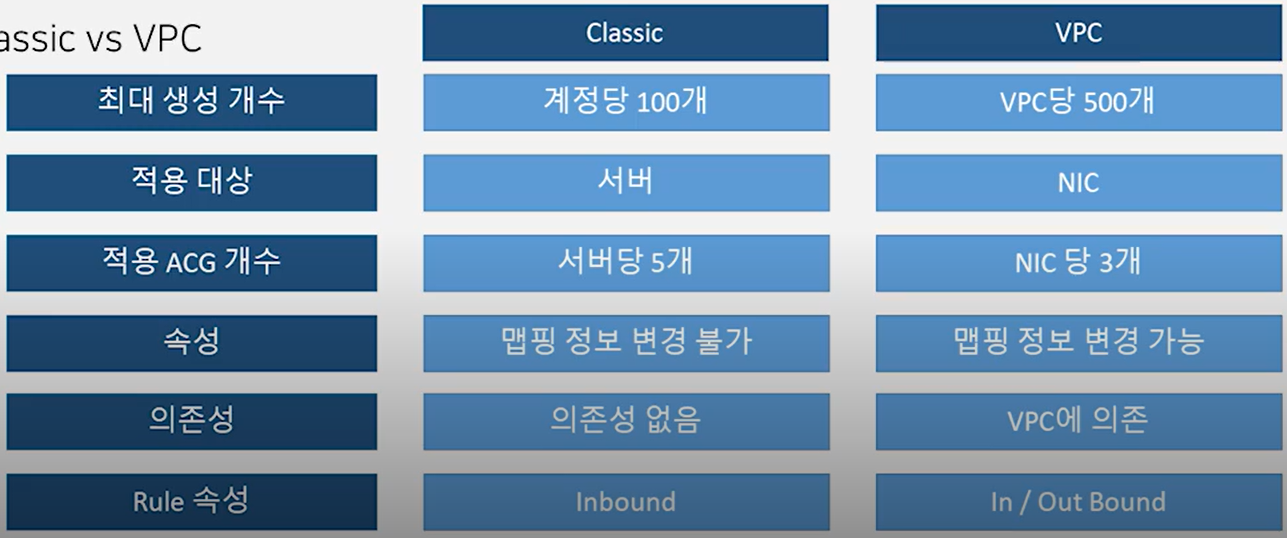 assic vs VPC
Classic
VPC
최대 생성 개수
계정당 100개
VPC당 500개
적용 대상
서버
NIC
적용 ACG 개수
서버당 5개
NIC 당 3개
속성
맵핑 정보 변경 불가
맵핑 정보 변경 가능
의존성
의존성 없음
VPC에 의존
Rule 속성
Inbound
In / Out Bound